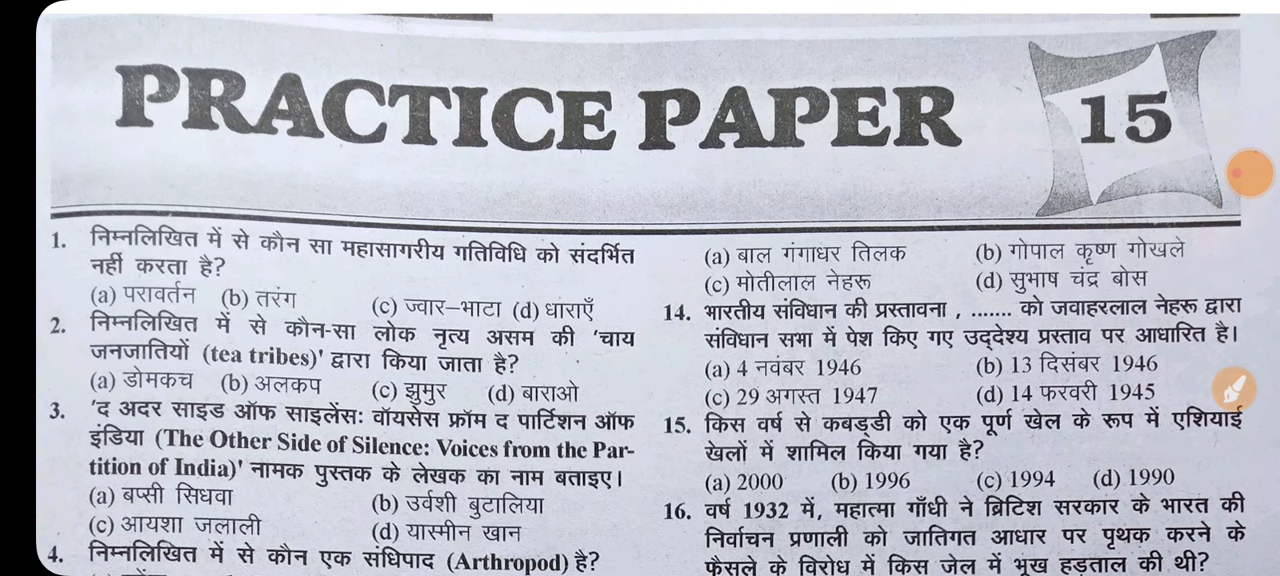 PRACTICE PAPER 15
1. निम्नलिखित में से कौन सा महासागरीय गतिविधि को संदर्भित
नहीं करता है?
(a) परावर्तन (b) तरंग (c) ज्वार–भाटा (d) धाराएँ
2. निम्नलिखित में से कौन-सा लोक नृत्य असम की 'चाय
जनजातियों (tea tribes)' द्वारा किया जाता है?
(a) डोमकच (b) अलकप (c) झुमुर (d) बाराओ
3. 'द अदर साइड ऑफ साइलेंसः वॉयसेस फ्रॉम द पार्टिशन ऑफ
इंडिया (The Other Side of Silence: Voices from the Par-
tition of India)' नामक पुस्तक के लेखक का नाम बताइए।
(a) बप्सी सिधवा (b) उर्वशी बुटालिया
(c) आयशा जलाली (d) यास्मीन खान
4. निम्नलिखित में से कौन एक संधिपाद (Arthropod) है?
(a) बाल गंगाधर तिलक (b) गोपाल कृष्ण गोखले
(c) मोतीलाल नेहरू (d) सुभाष चंद्र बोस
14. भारतीय संविधान की प्रस्तावना , ....... को जवाहरलाल नेहरू द्वारा
संविधान सभा में पेश किए गए उद्देश्य प्रस्ताव पर आधारित है।
(a) 4 नवंबर 1946 (b) 13 दिसंबर 1946
(c) 29 अगस्त 1947 (d) 14 फरवरी 1945
15. किस वर्ष से कबड्डी को एक पूर्ण खेल के रूप में एशियाई
खेलों में शामिल किया गया है?
(a) 2000 (b) 1996 (c) 1994 (d) 1990
16. वर्ष 1932 में, महात्मा गाँधी ने ब्रिटिश सरकार के भारत की
निर्वाचन प्रणाली को जातिगत आधार पर पृथक करने के
फैसले के विरोध में किस जेल में भूख हड़ताल की थी?